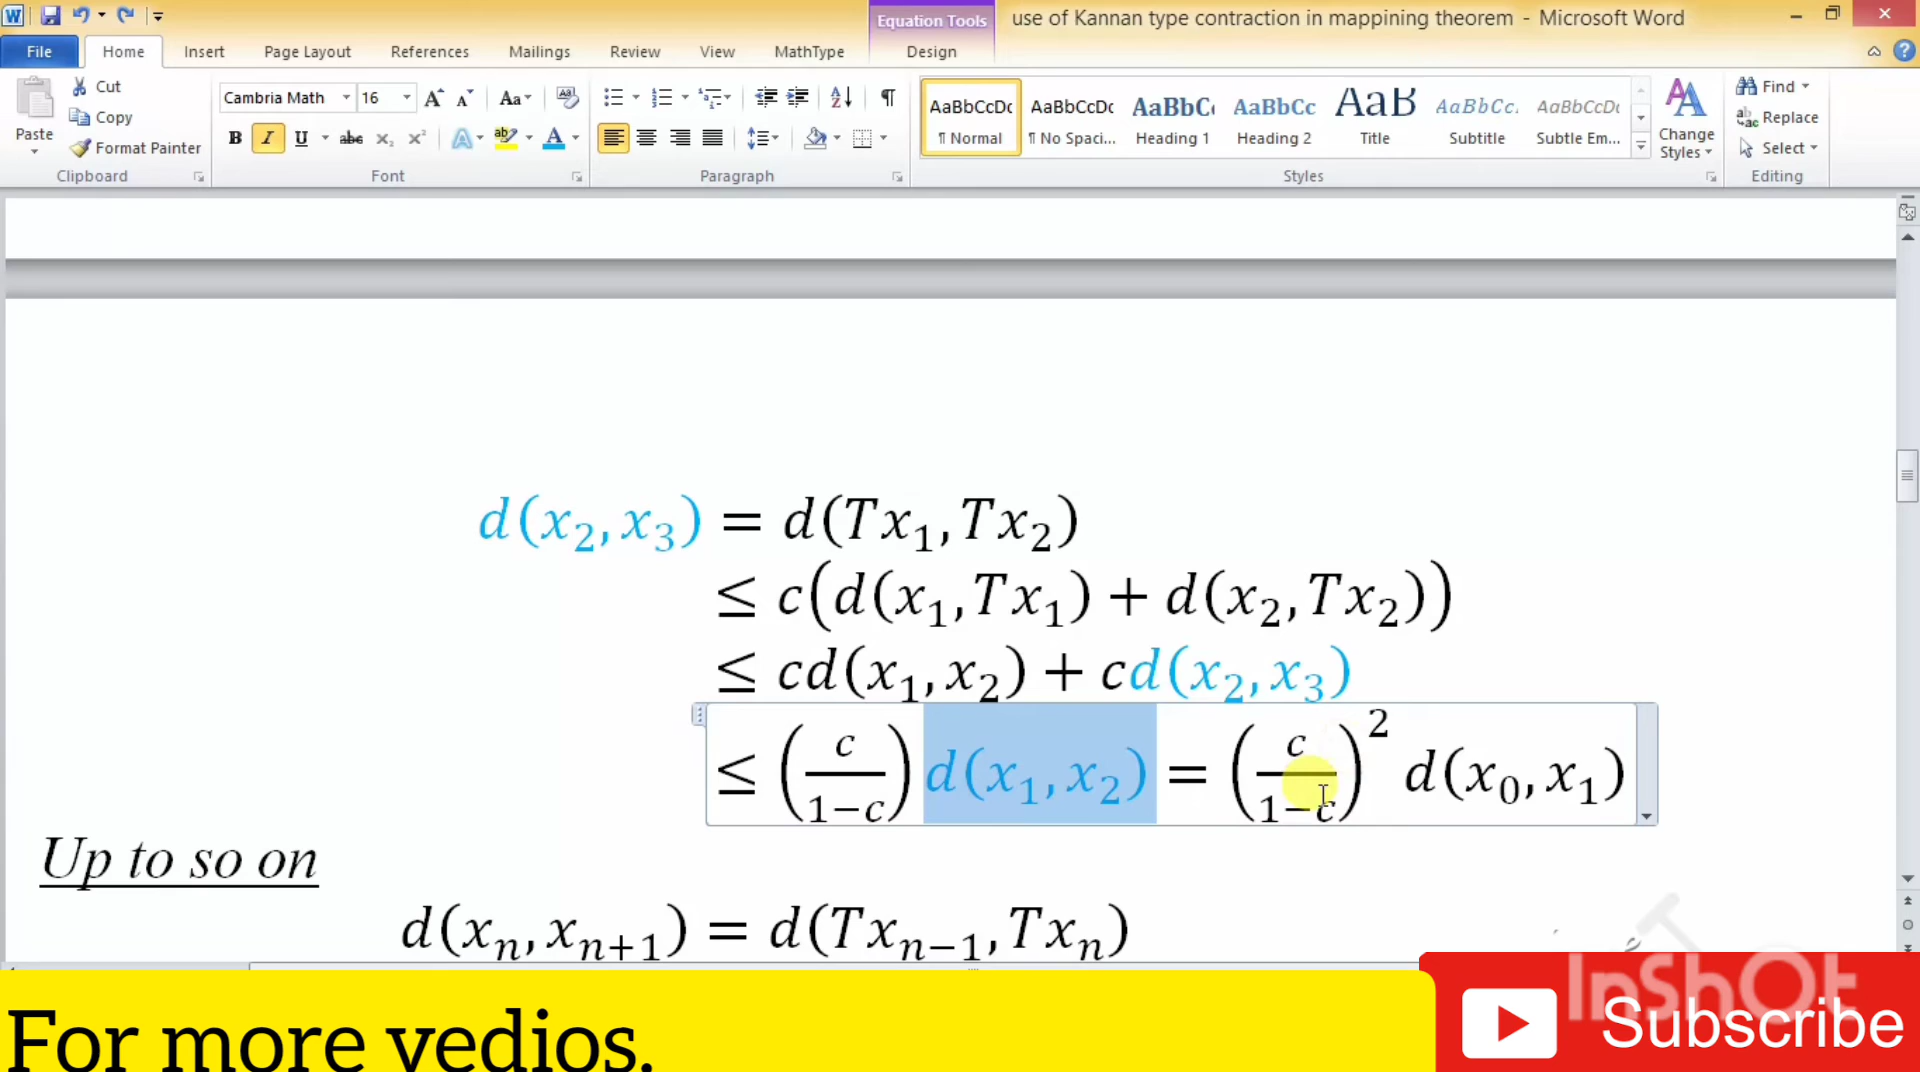 use of Kannan type contraction in mappining theorem - Microsoft Word
Equation Tools
File Home Insert Page Layout References Mailings Review View MathType Design
Paste
Cut
Copy
Format Painter
Clipboard
Cambria Math 16
Font
Paragraph
AaBbCcDc AaBbCcDc AaBbC AaBbCc AaB AaBbCc. AaBbCcDc
¶ Normal ¶ No Spaci... Heading 1 Heading 2 Title Subtitle Subtle Em...
Change Styles
Styles
Find
Replace
Select
Editing
d(x₂, x₃) = d(Tx₁, Tx₂)
≤ c(d(x₁, Tx₁) + d(x₂, Tx₂))
≤ cd(x₁, x₂) + cd(x₂, x₃)
≤ (c/(1−c)) d(x₁, x₂) = (c/(1−c))² d(x₀, x₁)
Up to so on
d(xₙ, xₙ₊₁) = d(Txₙ₋₁, Txₙ)
InShOt
For more vedios.
Subscribe